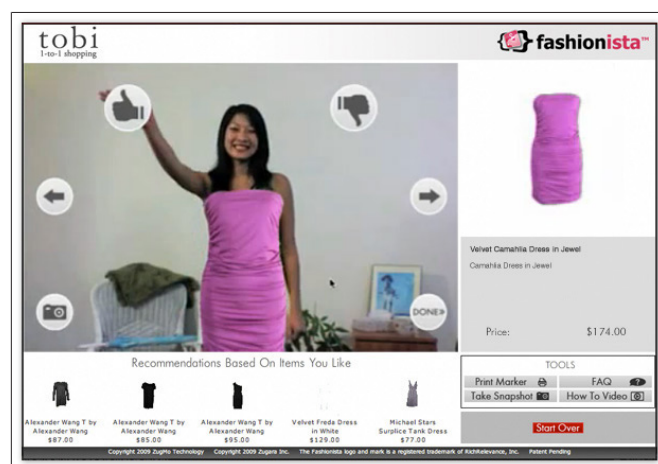 tobi
1-to-1 shopping
fashionista™
DONE»
Velvet Camahlia Dress in Jewel
Camahlia Dress in Jewel
Price: $174.00
Recommendations Based On Items You Like
Alexander Wang T by Alexander Wang $87.00
Alexander Wang T by Alexander Wang $85.00
Alexander Wang T by Alexander Wang $95.00
Velvet Freda Dress in White $129.00
Michael Stars Surplice Tank Dress $77.00
TOOLS
Print Marker
FAQ ?
Take Snapshot
How To Video
Start Over
Copyright 2009 ZugMo Technology Copyright 2009 Zugara Inc. The Fashionista logo and mark is a registered trademark of RichRelevance, Inc. Patent Pending